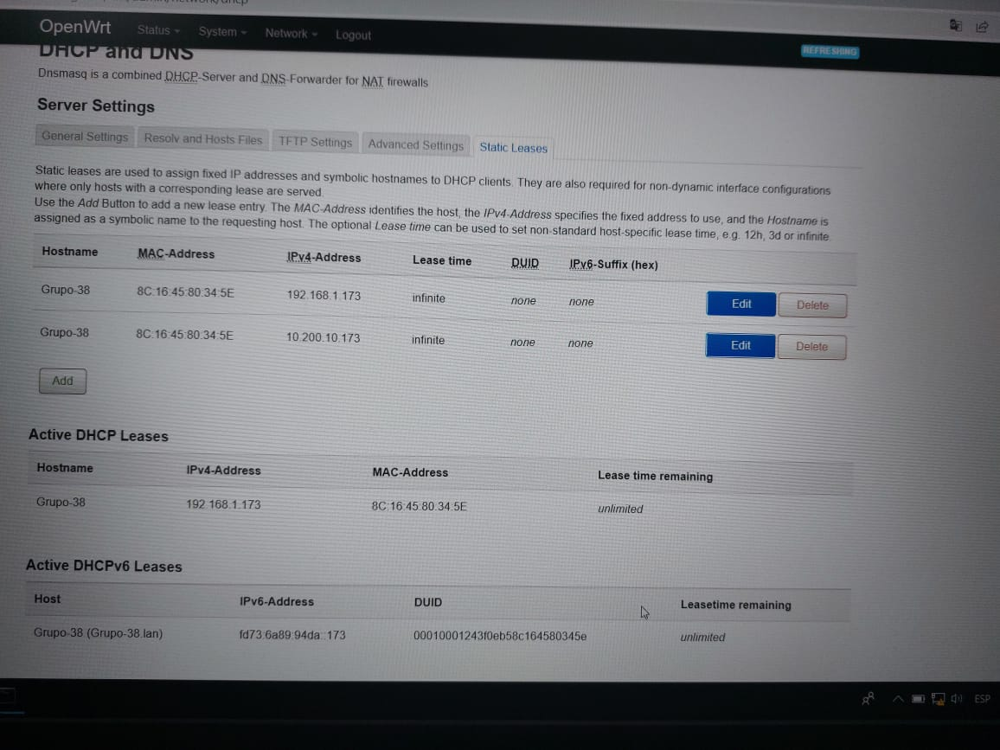 OpenWrt Status System Network Logout
REFRESHING
DHCP and DNS
Dnsmasq is a combined DHCP-Server and DNS-Forwarder for NAT firewalls
Server Settings
General Settings Resolv and Hosts Files TFTP Settings Advanced Settings Static Leases
Static leases are used to assign fixed IP addresses and symbolic hostnames to DHCP clients. They are also required for non-dynamic interface configurations
where only hosts with a corresponding lease are served.
Use the Add Button to add a new lease entry. The MAC-Address identifies the host, the IPv4-Address specifies the fixed address to use, and the Hostname is
assigned as a symbolic name to the requesting host. The optional Lease time can be used to set non-standard host-specific lease time, e.g. 12h, 3d or infinite.
Hostname MAC-Address IPv4-Address Lease time DUID IPv6-Suffix (hex)
Grupo-38 8C:16:45:80:34:5E 192.168.1.173 infinite none none Edit Delete
Grupo-38 8C:16:45:80:34:5E 10.200.10.173 infinite none none Edit Delete
Add
Active DHCP Leases
Hostname IPv4-Address MAC-Address Lease time remaining
Grupo-38 192.168.1.173 8C:16:45:80:34:5E unlimited
Active DHCPv6 Leases
Host IPv6-Address DUID Leasetime remaining
Grupo-38 (Grupo-38.lan) fd73:6a89:94da::173 00010001243f0eb58c164580345e unlimited
ESP